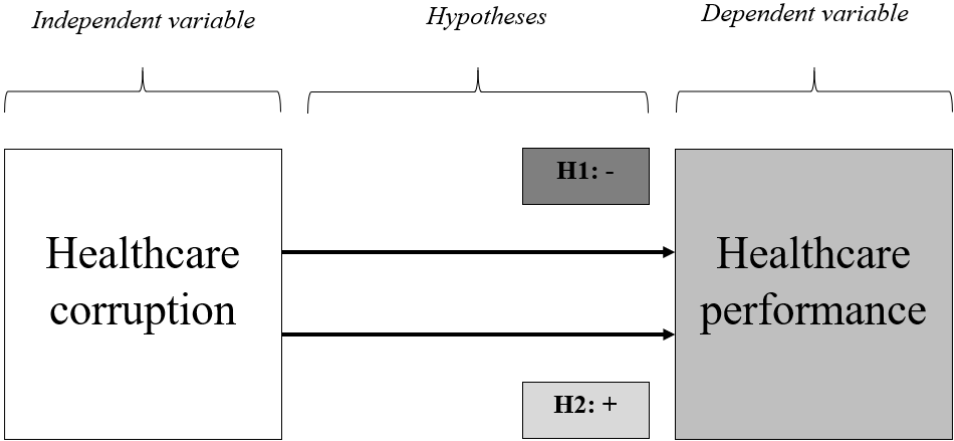 Independent variable
Hypotheses
Dependent variable
H1: -
Healthcare
corruption
Healthcare
performance
H2: +